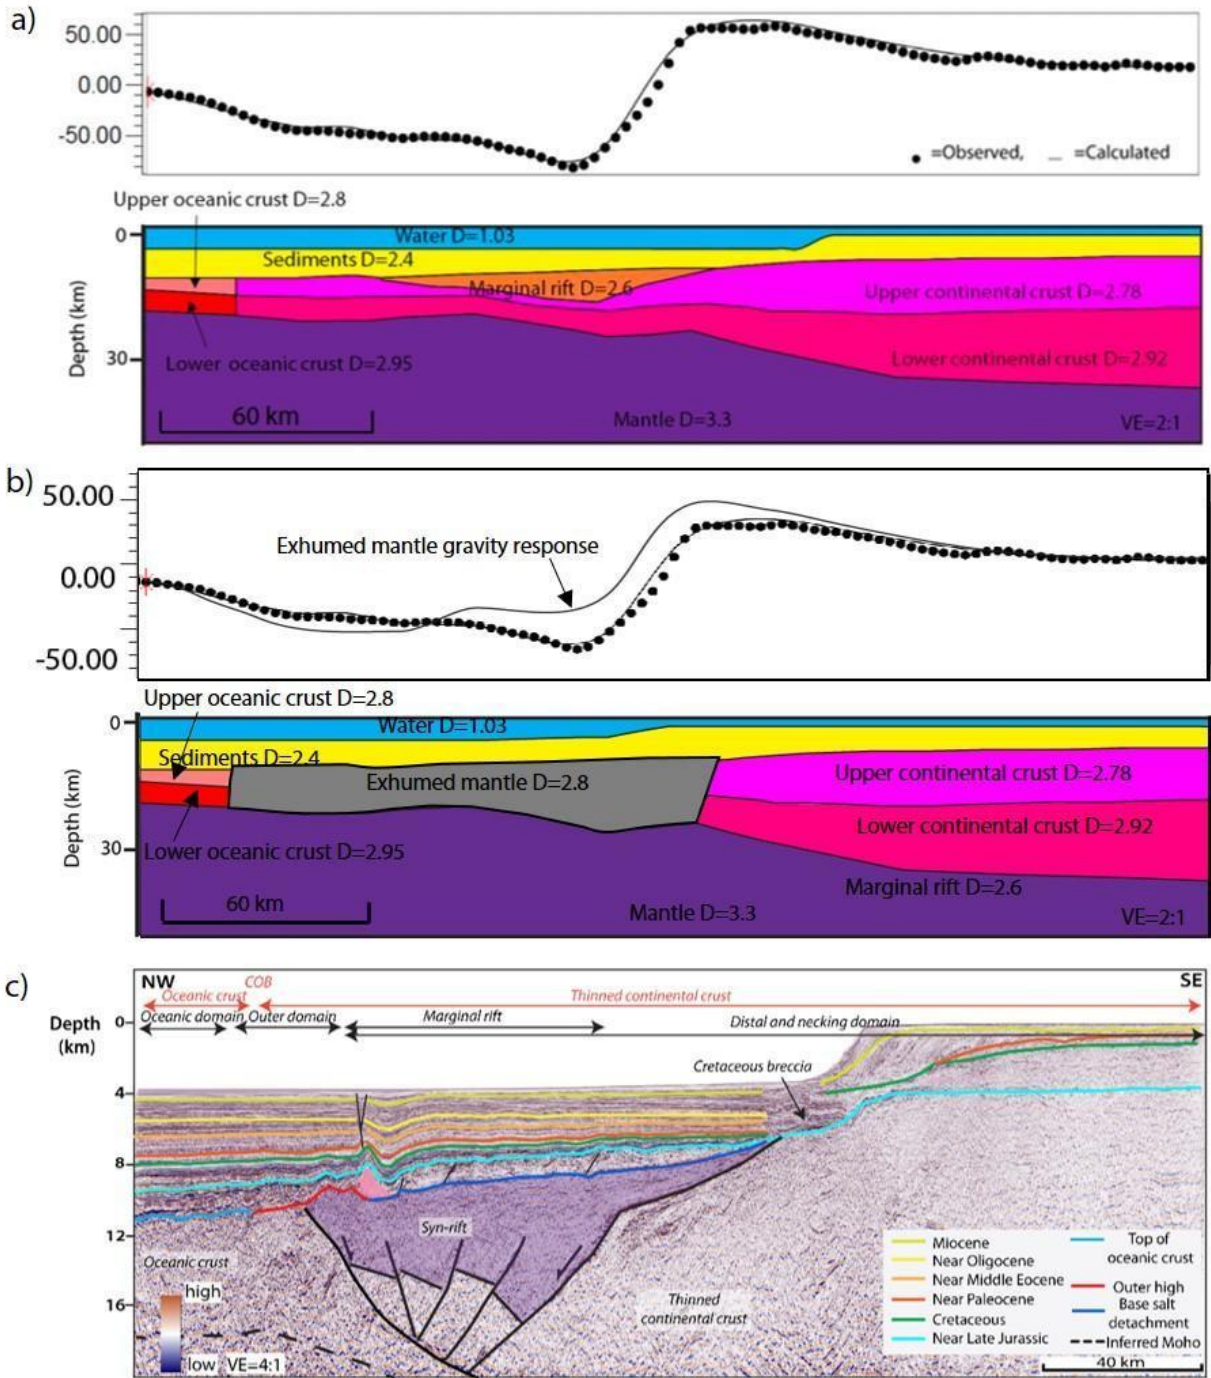 a)
50.00
0.00
-50.00
=Observed, — =Calculated
Upper oceanic crust D=2.8
0
Water D=1.03
Sediments D=2.4
Marginal rift D=2.6
Upper continental crust D=2.78
Depth (km)
30
Lower oceanic crust D=2.95
Lower continental crust D=2.92
60 km
Mantle D=3.3
VE=2:1
b)
50.00
Exhumed mantle gravity response
0.00
-50.00
Upper oceanic crust D=2.8
0
Water D=1.03
Sediments D=2.4
Exhumed mantle D=2.8
Upper continental crust D=2.78
Depth (km)
Lower continental crust D=2.92
30
Lower oceanic crust D=2.95
Marginal rift D=2.6
60 km
Mantle D=3.3
VE=2:1
c)
NW
COB
SE
Oceanic crust
Thinned continental crust
Oceanic domain
Outer domain
Marginal rift
Distal and necking domain
Depth
(km)
0
Cretaceous breccia
4
8
12
16
Syn-rift
Oceanic crust
high
low VE=4:1
Thinned
continental crust
Miocene
Near Oligocene
Near Middle Eocene
Near Paleocene
Cretaceous
Near Late Jurassic
Top of
oceanic crust
Outer high
Base salt
detachment
Inferred Moho
40 km